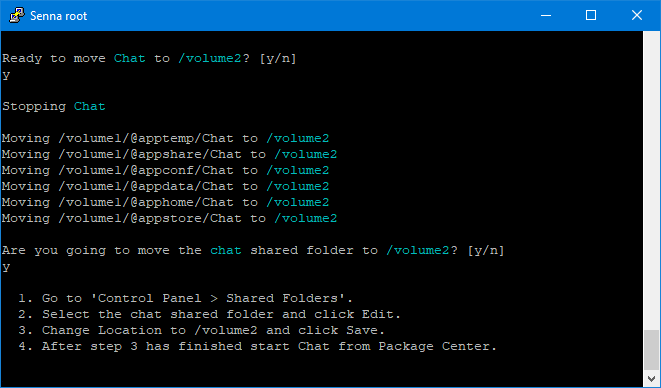 Senna root
Ready to move Chat to /volume2? [y/n]
y
Stopping Chat
Moving /volume1/@apptemp/Chat to /volume2
Moving /volume1/@appshare/Chat to /volume2
Moving /volume1/@appconf/Chat to /volume2
Moving /volume1/@appdata/Chat to /volume2
Moving /volume1/@apphome/Chat to /volume2
Moving /volume1/@appstore/Chat to /volume2
Are you going to move the chat shared folder to /volume2? [y/n]
y
1. Go to 'Control Panel > Shared Folders'.
2. Select the chat shared folder and click Edit.
3. Change Location to /volume2 and click Save.
4. After step 3 has finished start Chat from Package Center.